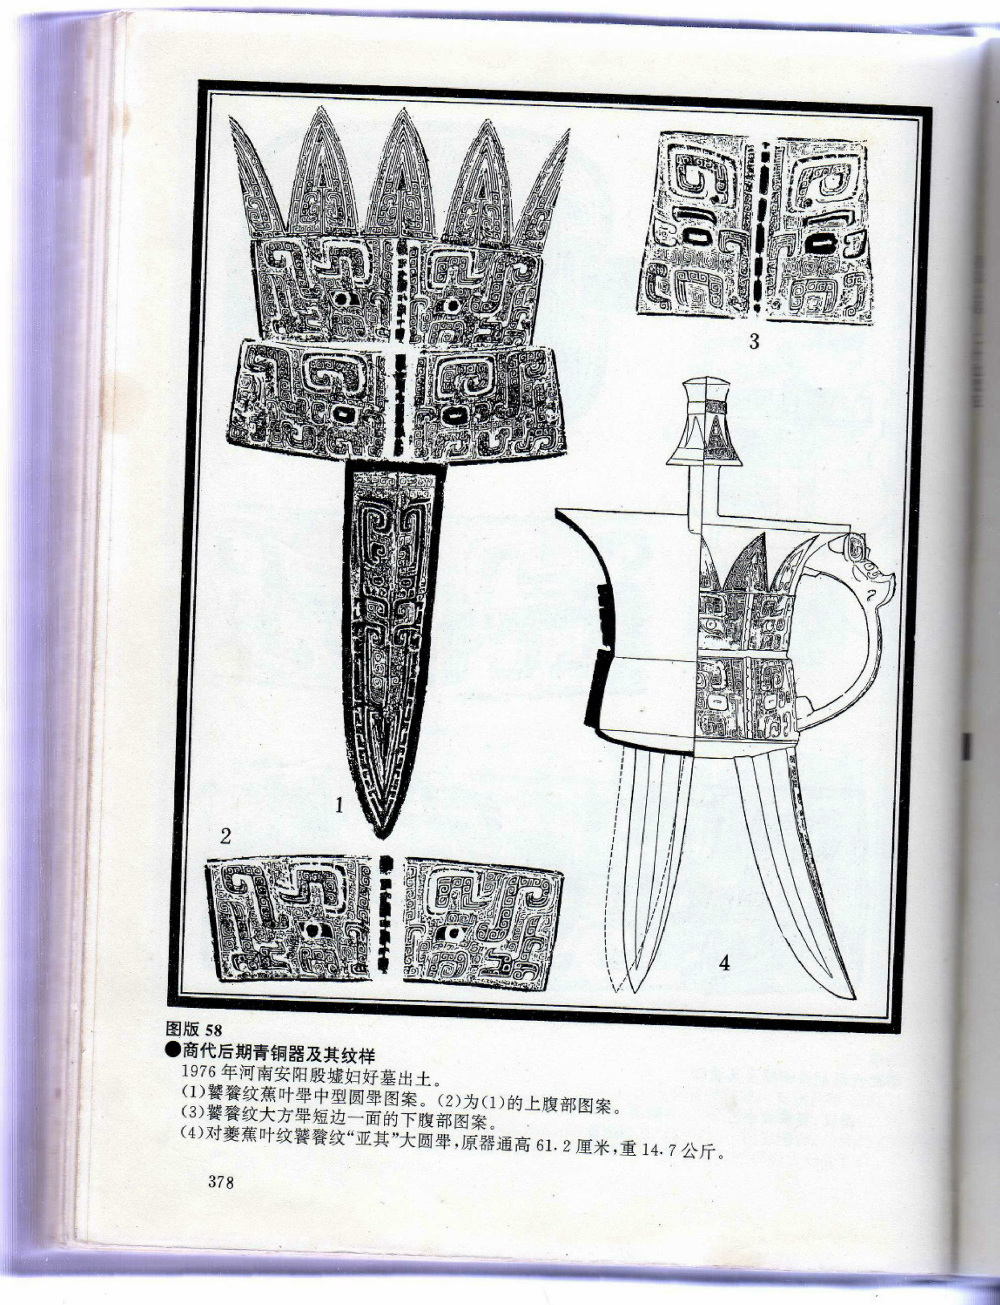 3
1
2
4
图版 58
●商代后期青铜器及其纹样
1976 年河南安阳殷墟妇好墓出土。
(1)饕餮纹蕉叶斝中型圆斝图案。(2)为(1)的上腹部图案。
(3)饕餮纹大方斝短边一面的下腹部图案。
(4)对夔蕉叶纹饕餮纹“亚其”大圆斝,原器通高 61.2 厘米,重 14.7 公斤。
378